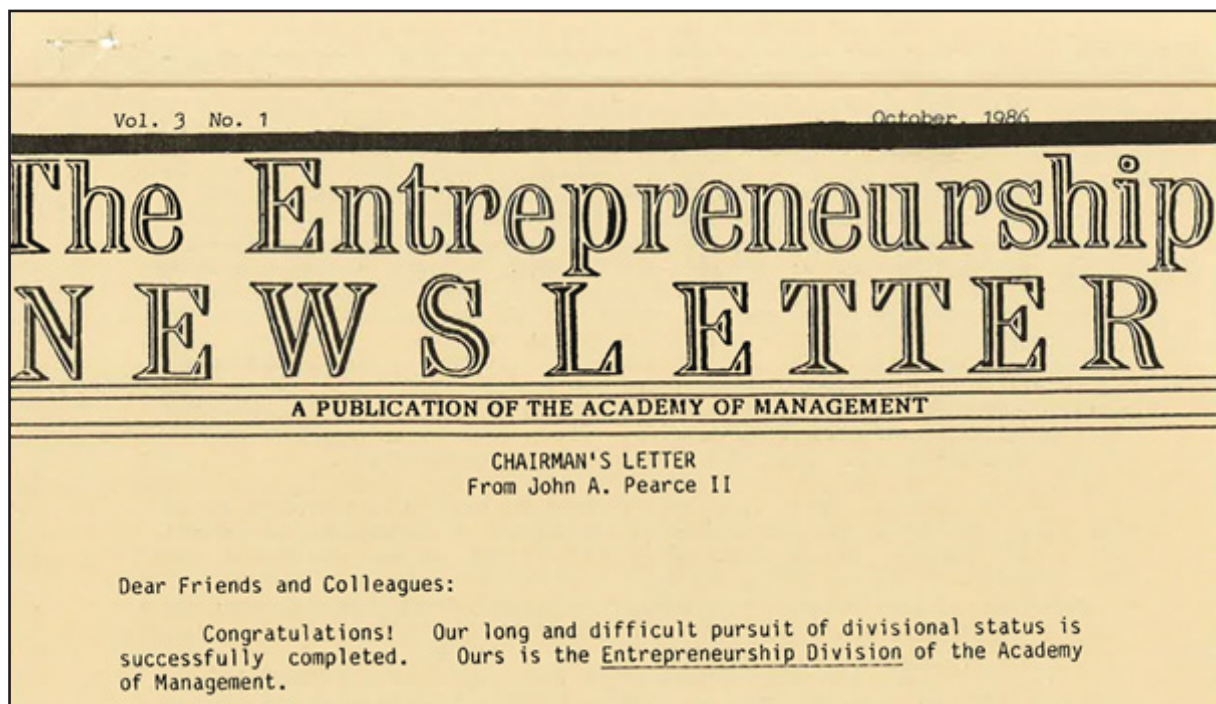 Vol. 3 No. 1 October, 1986
The Entrepreneurship
NEWSLETTER
A PUBLICATION OF THE ACADEMY OF MANAGEMENT
CHAIRMAN'S LETTER
From John A. Pearce II
Dear Friends and Colleagues:
Congratulations! Our long and difficult pursuit of divisional status is
successfully completed. Ours is the Entrepreneurship Division of the Academy
of Management.